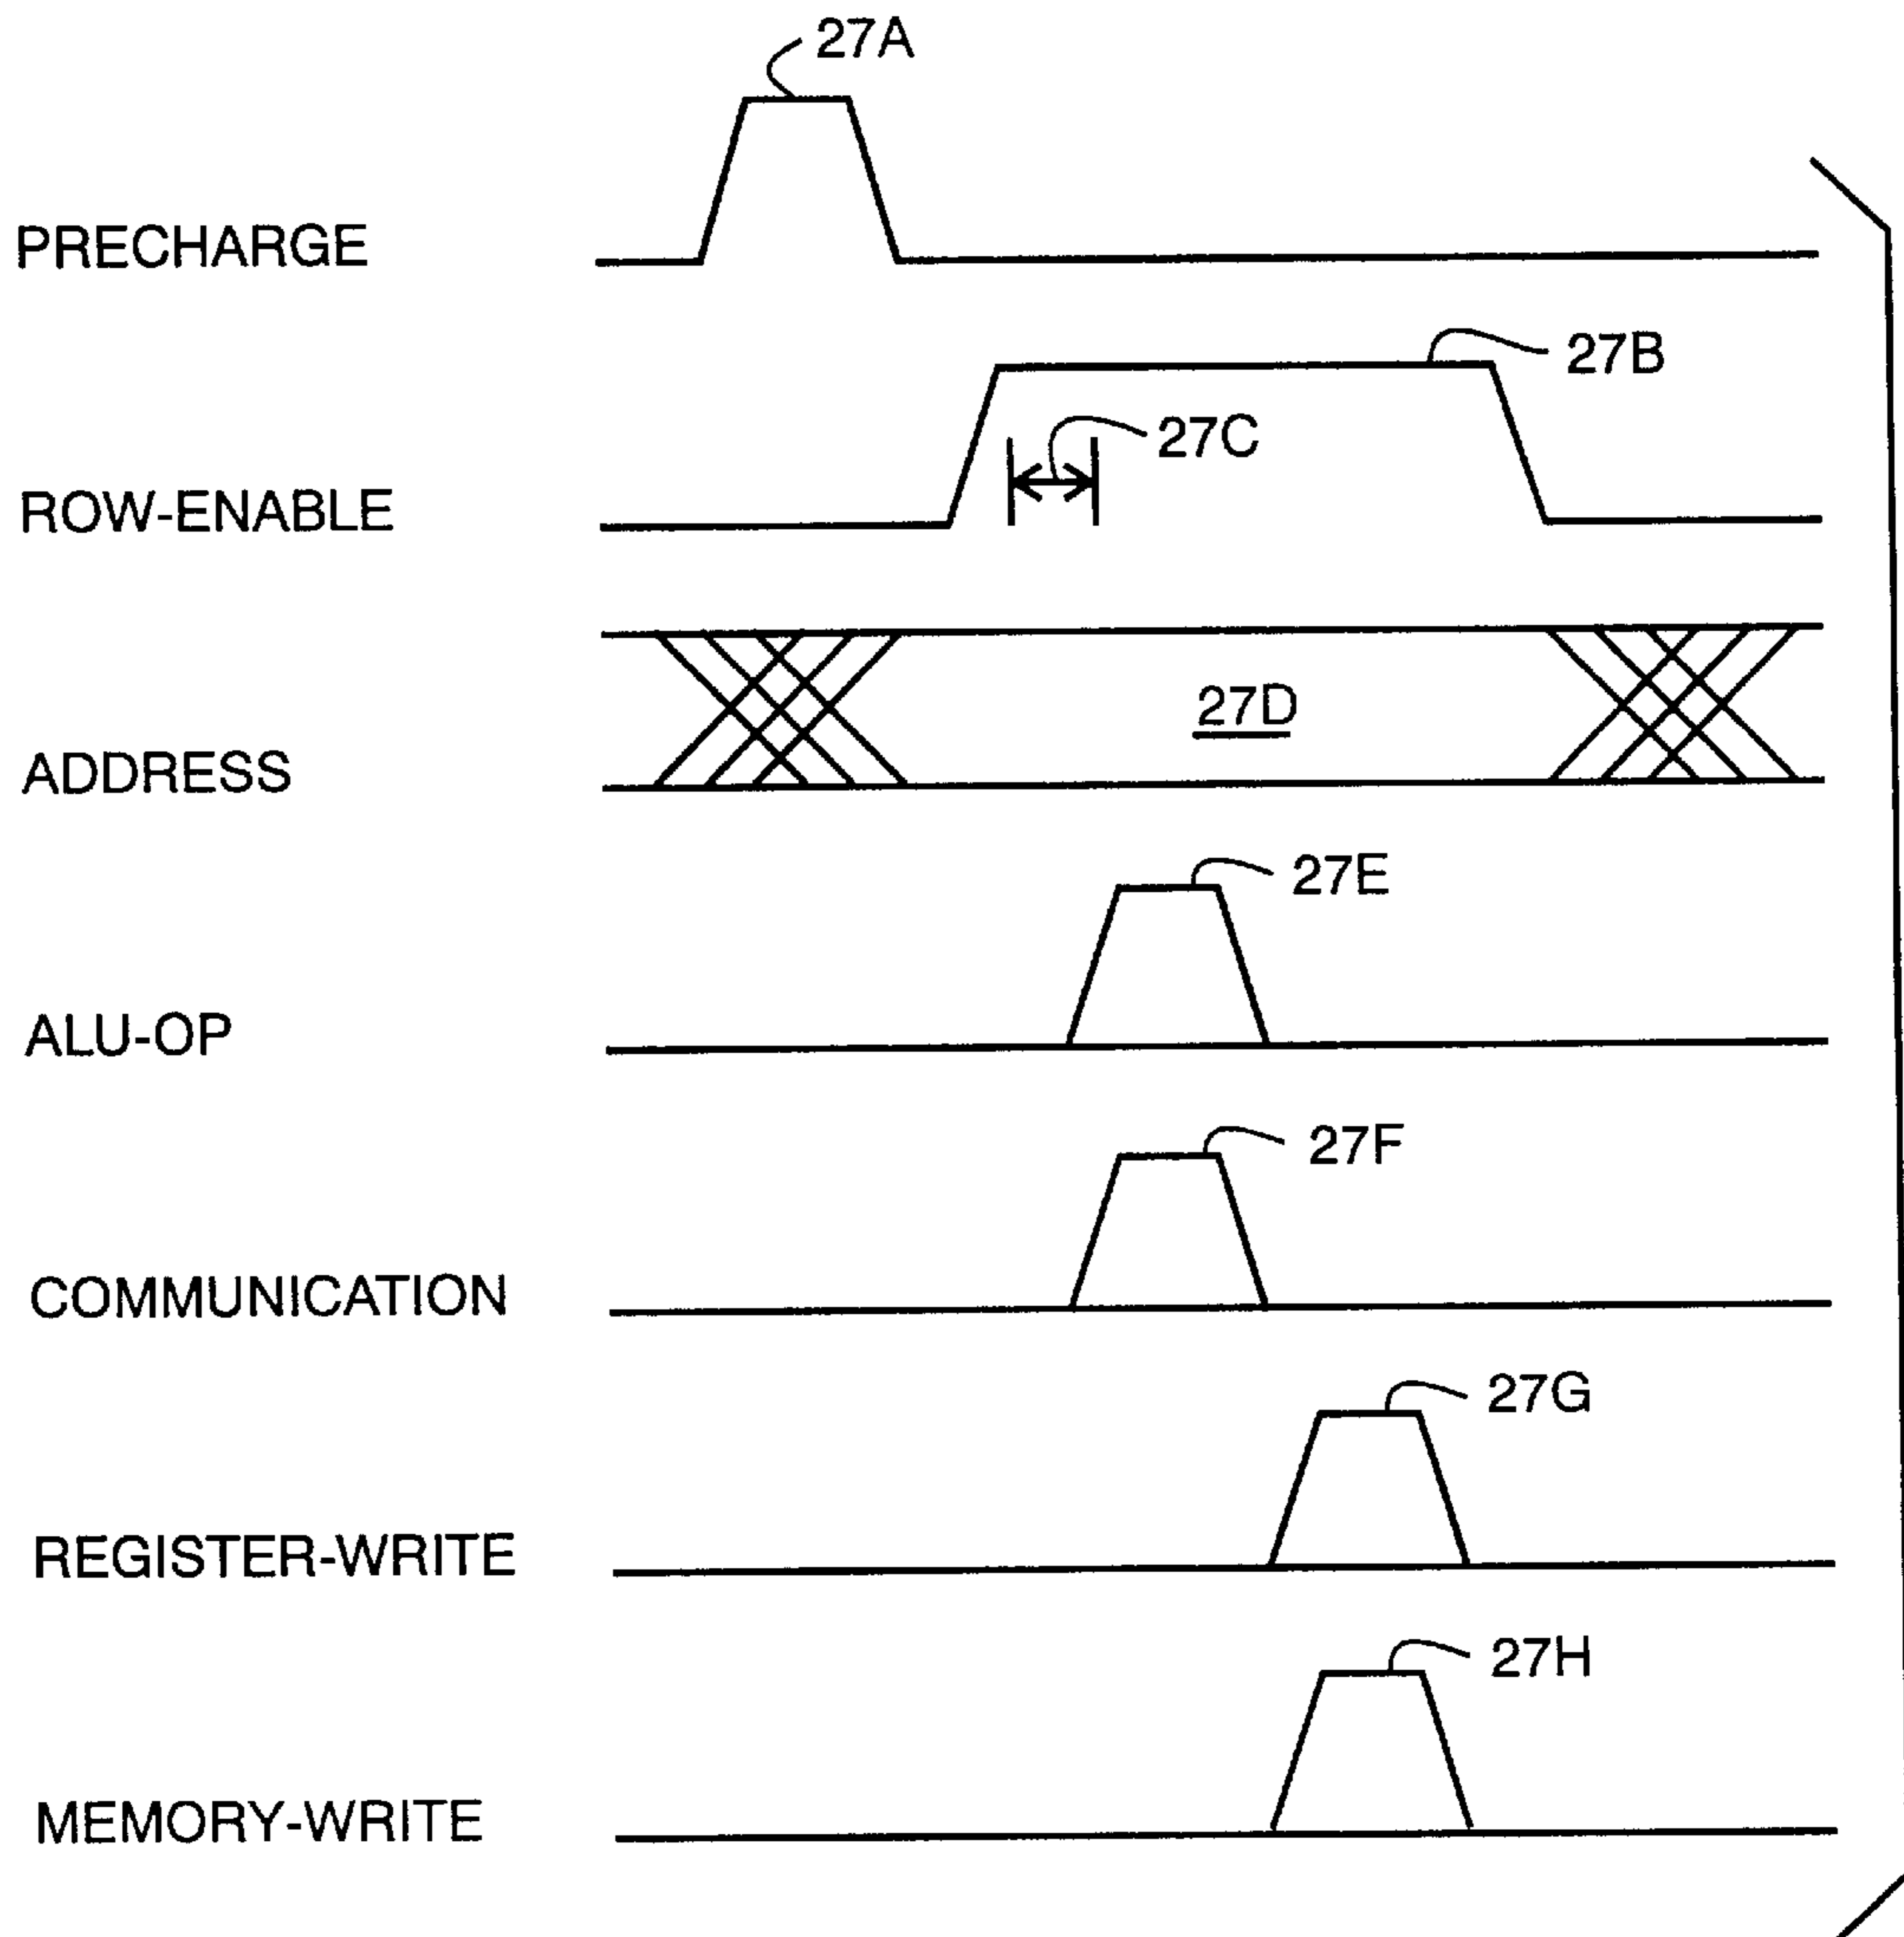 27A
PRECHARGE
27B
27C
ROW-ENABLE
27D
ADDRESS
27E
ALU-OP
27F
COMMUNICATION
27G
REGISTER-WRITE
27H
MEMORY-WRITE